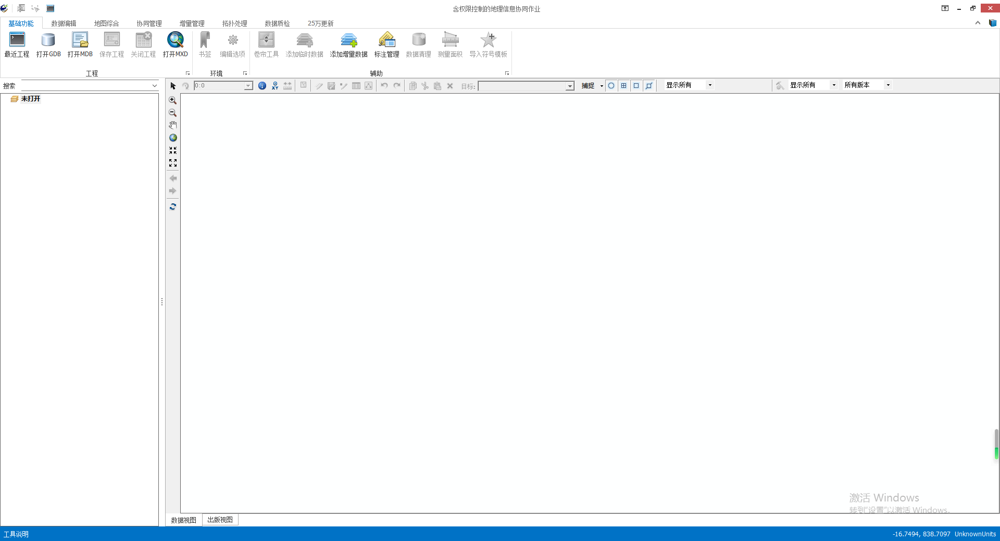 含权限控制的地理信息协同作业
基础功能 数据编辑 地图综合 协同管理 增量管理 拓扑处理 数据质检 25万更新
最近工程 打开GDB 打开MDB 保存工程 关闭工程 打开MXD 书签 编辑选项 卷帘工具 添加临时数据 添加增量数据 标注管理 数据清理 测量面积 导入符号模板
工程 环境 辅助
搜索 0:0 XY 目标: 捕捉 显示所有 显示所有 所有版本
未打开
激活 Windows
转到“设置”以激活 Windows。
数据视图 出版视图
工具说明 -16.7494, 838.7097 UnknownUnits